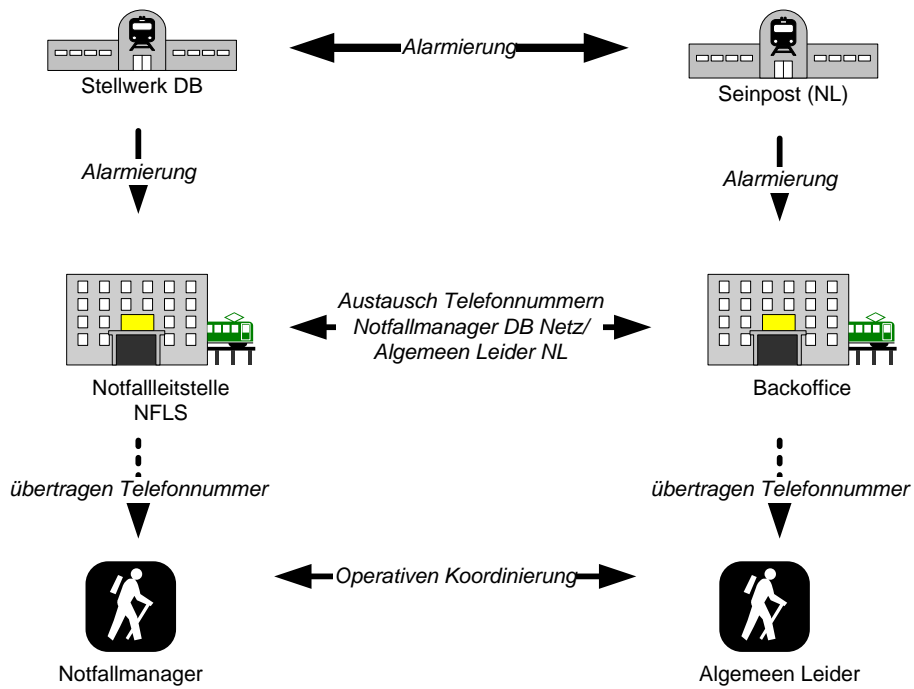 Alarmierung
Stellwerk DB
Seinpost (NL)
Alarmierung
Alarmierung
Austausch Telefonnummern
Notfallmanager DB Netz/
Algemeen Leider NL
Notfallleitstelle
NFLS
Backoffice
übertragen Telefonnummer
übertragen Telefonnummer
Operativen Koordinierung
Notfallmanager
Algemeen Leider